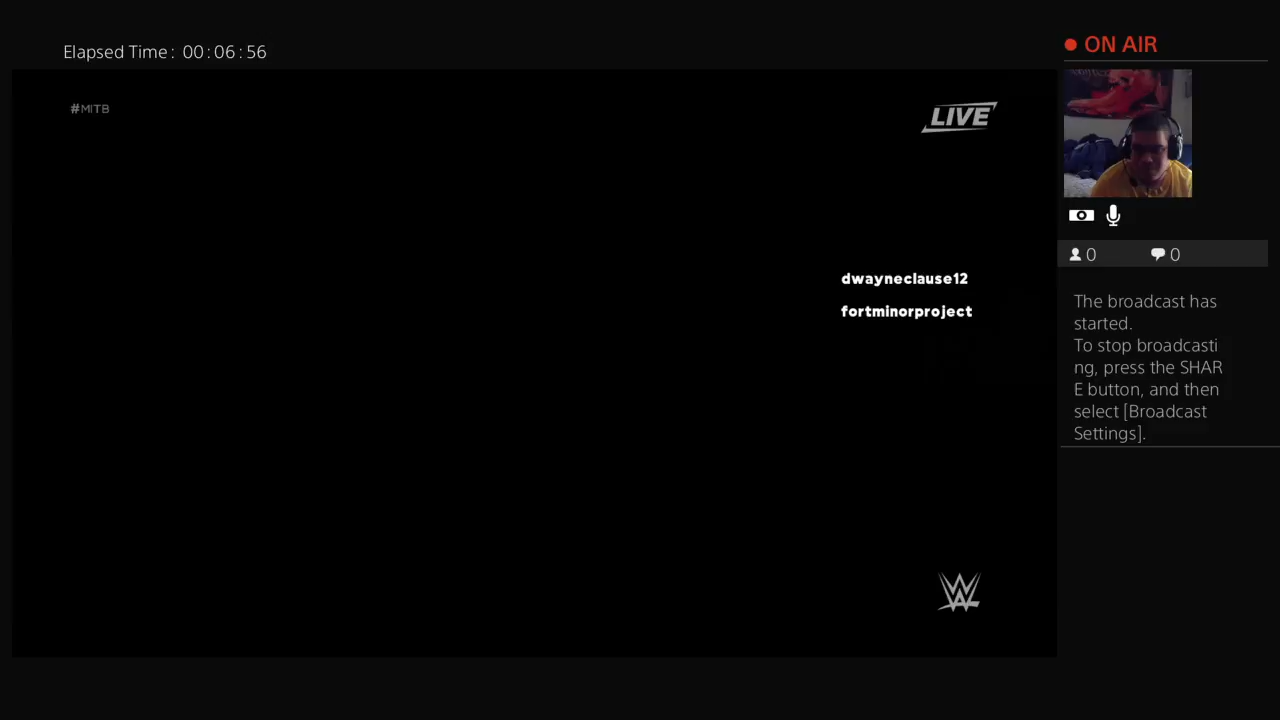 Elapsed Time: 00:06:56
ON AIR
#MITB
LIVE
0 0
dwayneclause12
fortminorproject
The broadcast has
started.
To stop broadcasti
ng, press the SHAR
E button, and then
select [Broadcast
Settings].
W